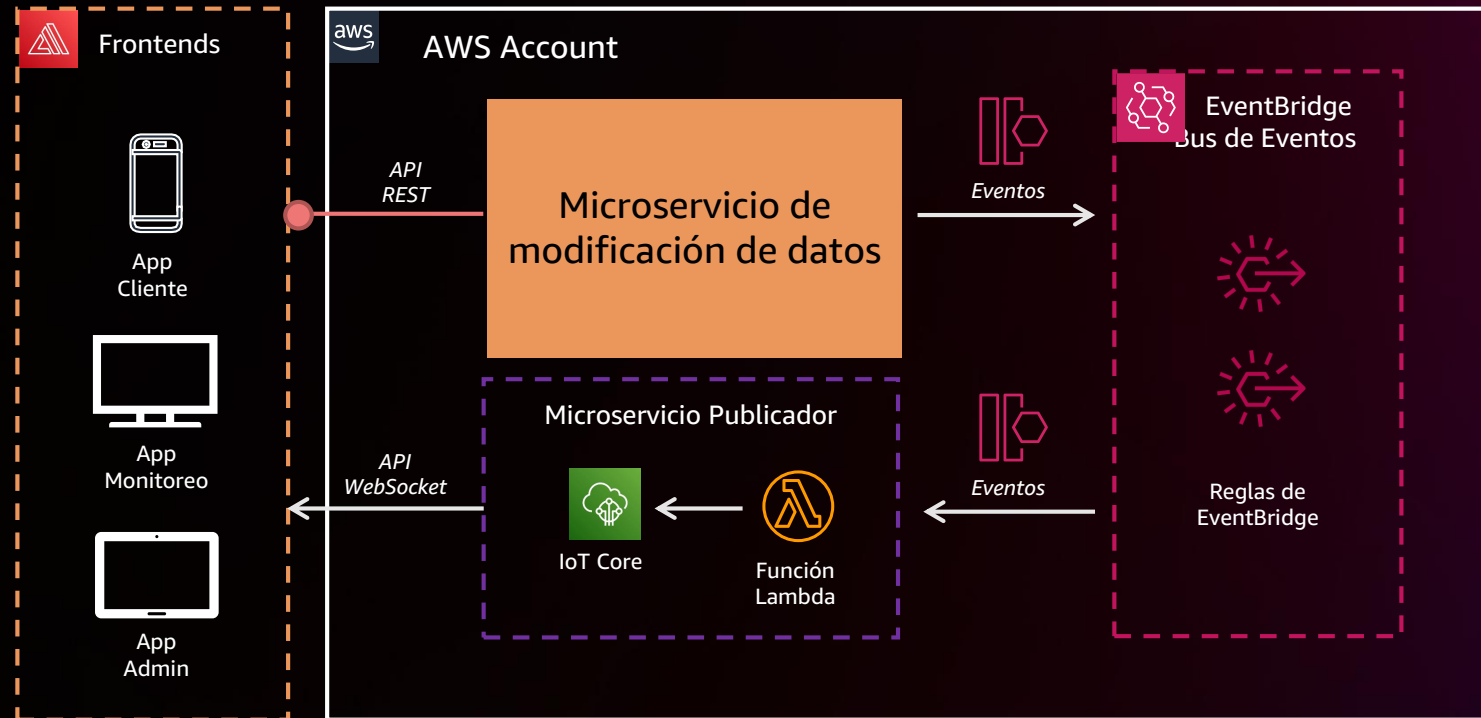 Frontends
aws
AWS Account
EventBridge
Bus de Eventos
API
REST
Microservicio de
modificación de datos
Eventos
App
Cliente
App
Monitoreo
App
Admin
Microservicio Publicador
API
WebSocket
IoT Core
Función
Lambda
Eventos
Reglas de
EventBridge